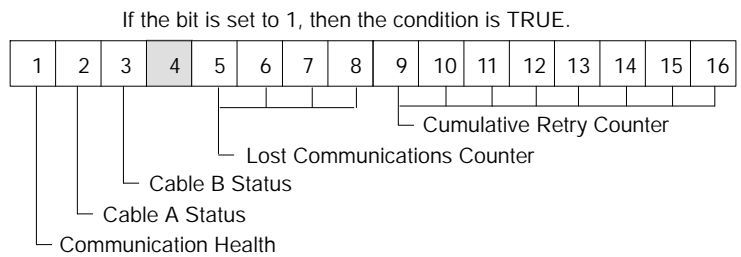 If the bit is set to 1, then the condition is TRUE.
1 2 3 4 5 6 7 8 9 10 11 12 13 14 15 16
Cumulative Retry Counter
Lost Communications Counter
Cable B Status
Cable A Status
Communication Health